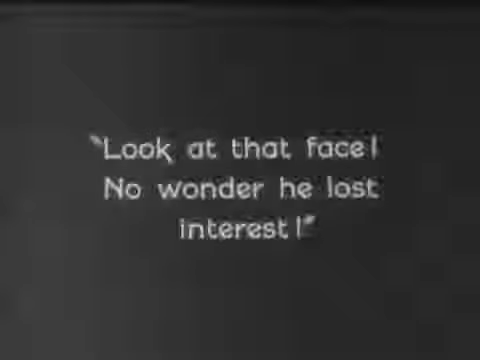 "Look at that face!
No wonder he lost
interest!"